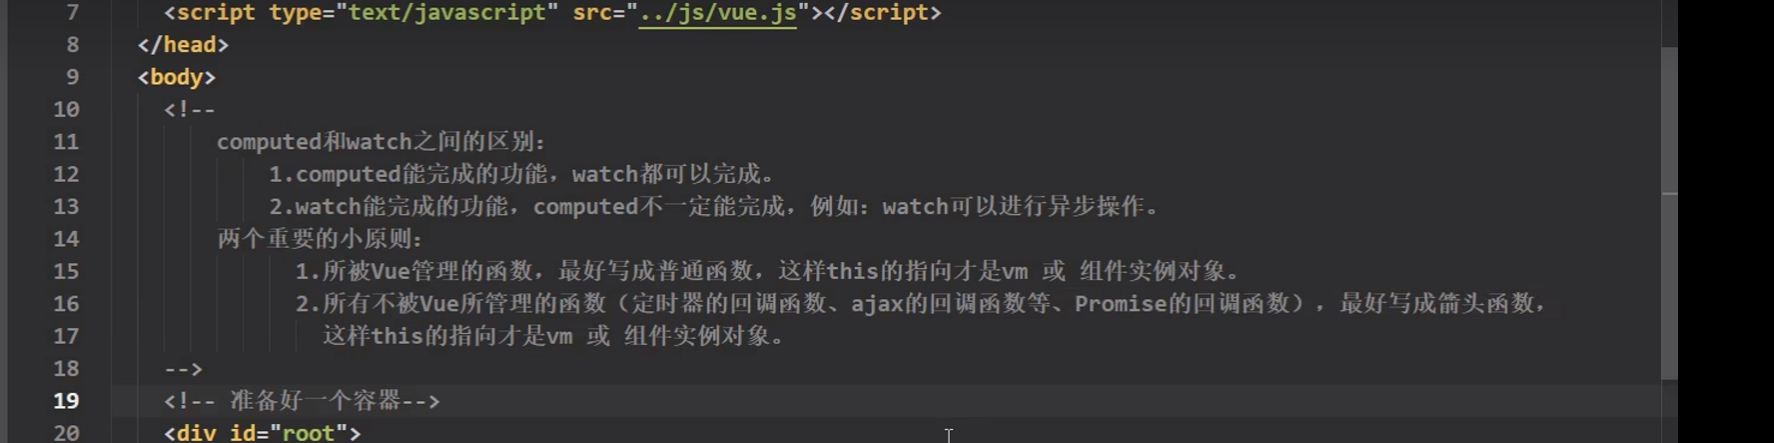 7 <script type="text/javascript" src="../js/vue.js"></script>
8 </head>
9 <body>
10 <!--
11 computed和watch之间的区别：
12 1.computed能完成的功能，watch都可以完成。
13 2.watch能完成的功能，computed不一定能完成，例如：watch可以进行异步操作。
14 两个重要的小原则：
15 1.所被Vue管理的函数，最好写成普通函数，这样this的指向才是vm 或 组件实例对象。
16 2.所有不被Vue所管理的函数（定时器的回调函数、ajax的回调函数等、Promise的回调函数），最好写成箭头函数，
17 这样this的指向才是vm 或 组件实例对象。
18 -->
19 <!-- 准备好一个容器-->
20 <div id="root">